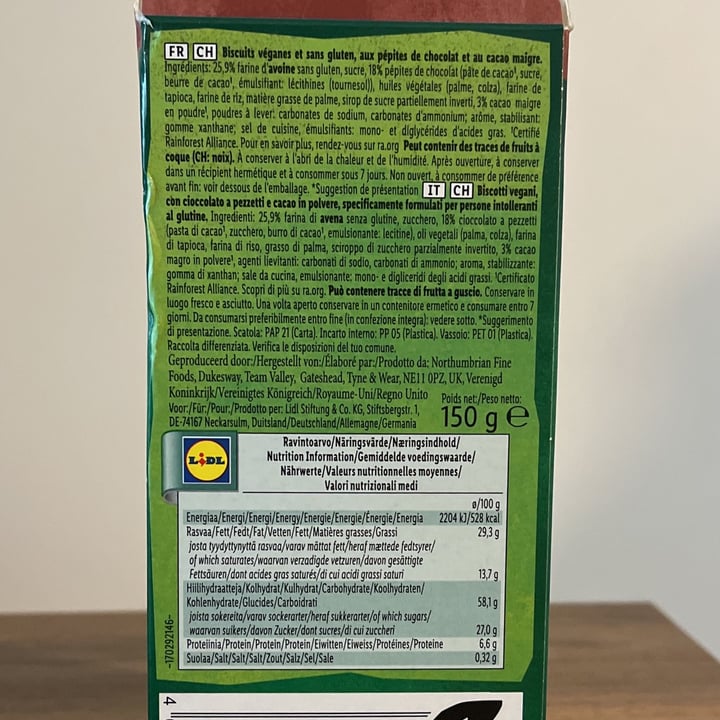 FR CH Biscuits véganes et sans gluten, aux pépites de chocolat et au cacao maigre.
Ingrédients: 25,9% farine d'avoine sans gluten, sucre, 18% pépites de chocolat (pâte de cacao¹, sucre,
beurre de cacao¹, émulsifiant: lécithines (tournesol)), huiles végétales (palme, colza), farine de
tapioca, farine de riz, matière grasse de palme, sirop de sucre partiellement inverti, 3% cacao maigre
en poudre¹, poudres à lever: carbonates de sodium, carbonates d'ammonium; arôme, stabilisant:
gomme xanthane; sel de cuisine, émulsifiants: mono- et diglycérides d'acides gras. ¹Certifié
Rainforest Alliance. Pour en savoir plus, rendez-vous sur ra.org Peut contenir des traces de fruits à
coque (CH: noix). À conserver à l'abri de la chaleur et de l'humidité. Après ouverture, à conserver
dans un récipient hermétique et à consommer sous 7 jours. Non ouvert, à consommer de préférence
avant fin: voir dessous de l'emballage. *Suggestion de présentation IT CH Biscotti vegani,
con cioccolato a pezzetti e cacao in polvere, specificamente formulati per persone intolleranti
al glutine. Ingredienti: 25,9% farina di avena senza glutine, zucchero, 18% cioccolato a pezzetti
(pasta di cacao¹, zucchero, burro di cacao¹, emulsionante: lecitine), oli vegetali (palma, colza), farina
di tapioca, farina di riso, grasso di palma, sciroppo di zucchero parzialmente invertito, 3% cacao
magro in polvere¹, agenti lievitanti: carbonati di sodio, carbonati di ammonio; aroma, stabilizzante:
gomma di xanthan; sale da cucina, emulsionante: mono- e digliceridi degli acidi grassi. ¹Certificato
Rainforest Alliance. Scopri di più su ra.org. Può contenere tracce di frutta a guscio. Conservare in
luogo fresco e asciutto. Una volta aperto conservare in un contenitore ermetico e consumare entro 7
giorni. Da consumarsi preferibilmente entro fine (in confezione integra): vedere sotto. *Suggerimento
di presentazione. Scatola: PAP 21 (Carta). Incarto interno: PP 05 (Plastica). Vassoio: PET 01 (Plastica).
Raccolta differenziata. Verifica le disposizioni del tuo comune.
Geproduceerd door:/Hergestellt von:/Élaboré par:/Prodotto da: Northumbrian Fine
Foods, Dukesway, Team Valley, Gateshead, Tyne & Wear, NE11 0PZ, UK, Verenigd
Koninkrijk/Vereinigtes Königreich/Royaume-Uni/Regno Unito
Voor:/Für:/Pour:/Prodotto per: Lidl Stiftung & Co. KG, Stiftsbergstr. 1,
DE-74167 Neckarsulm, Duitsland/Deutschland/Allemagne/Germania
Poids net:/Peso netto:
150 g e
LIDL
Ravintoarvo/Näringsvärde/Næringsindhold/
Nutrition Information/Gemiddelde voedingswaarde/
Nährwerte/Valeurs nutritionnelles moyennes/
Valori nutrizionali medi
ø/100 g
Energiaa/Energi/Energi/Energy/Energie/Energie/Énergie/Energia 2204 kJ/528 kcal
Rasvaa/Fett/Fedt/Fat/Vetten/Fett/Matières grasses/Grassi 29,3 g
josta tyydyttynyttä rasvaa/varav mättat fett/heraf mættede fedtsyrer/
of which saturates/waarvan verzadigde vetzuren/davon gesättigte
Fettsäuren/dont acides gras saturés/di cui acidi grassi saturi 13,7 g
Hiilihydraatteja/Kolhydrat/Kulhydrat/Carbohydrate/Koolhydraten/
Kohlenhydrate/Glucides/Carboidrati 58,1 g
joista sokereita/varav sockerarter/heraf sukkerarter/of which sugars/
waarvan suikers/davon Zucker/dont sucres/di cui zuccheri 27,0 g
Proteiinia/Protein/Protein/Protein/Eiwitten/Eiweiss/Protéines/Proteine 6,6 g
Suolaa/Salt/Salt/Salt/Zout/Salz/Sel/Sale 0,32 g
-170292146-
4